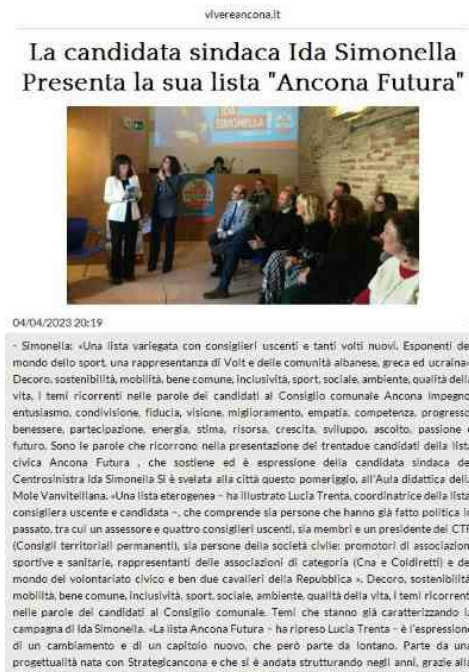 vivereancona.it
La candidata sindaca Ida Simonella
Presenta la sua lista "Ancona Futura"
IDA
SIMONELLA
04/04/2023 20:19
- Simonella: «Una lista variegata con consiglieri uscenti e tanti volti nuovi. Esponenti del
mondo dello sport, una rappresentanza di Volt e delle comunità albanese, greca ed ucraina»
Decoro, sostenibilità, mobilità, bene comune, inclusività, sport, sociale, ambiente, qualità della
vita, I temi ricorrenti nelle parole dei candidati al Consiglio comunale Ancona Impegno,
entusiasmo, condivisione, fiducia, visione, miglioramento, empatia, competenza, progresso,
benessere, partecipazione, energia, stima, risorsa, crescita, sviluppo, ascolto, passione e
futuro. Sono le parole che ricorrono nella presentazione dei trentadue candidati della lista
civica Ancona Futura , che sostiene ed è espressione della candidata sindaca del
Centrosinistra Ida Simonella Si è svelata alla città questo pomeriggio, all'Aula didattica della
Mole Vanvitelliana. «Una lista eterogenea – ha illustrato Lucia Trenta, coordinatrice della lista,
consigliera uscente e candidata –, che comprende sia persone che hanno già fatto politica in
passato, tra cui un assessore e quattro consiglieri uscenti, sia membri e un presidente dei CTP
(Consigli territoriali permanenti), sia persone della società civile: promotori di associazioni
sportive e sanitarie, rappresentanti delle associazioni di categoria (Cna e Coldiretti) e del
mondo del volontariato civico e ben due cavalieri della Repubblica ». Decoro, sostenibilità,
mobilità, bene comune, inclusività, sport, sociale, ambiente, qualità della vita, I temi ricorrenti
nelle parole dei candidati al Consiglio comunale. Temi che stanno già caratterizzando la
campagna di Ida Simonella. «La lista Ancona Futura – ha ripreso Lucia Trenta – è l'espressione
di un cambiamento e di un capitolo nuovo, che però parte da lontano. Parte da una
progettualità nata con Strategicancona e che si è andata strutturando negli anni, grazie al